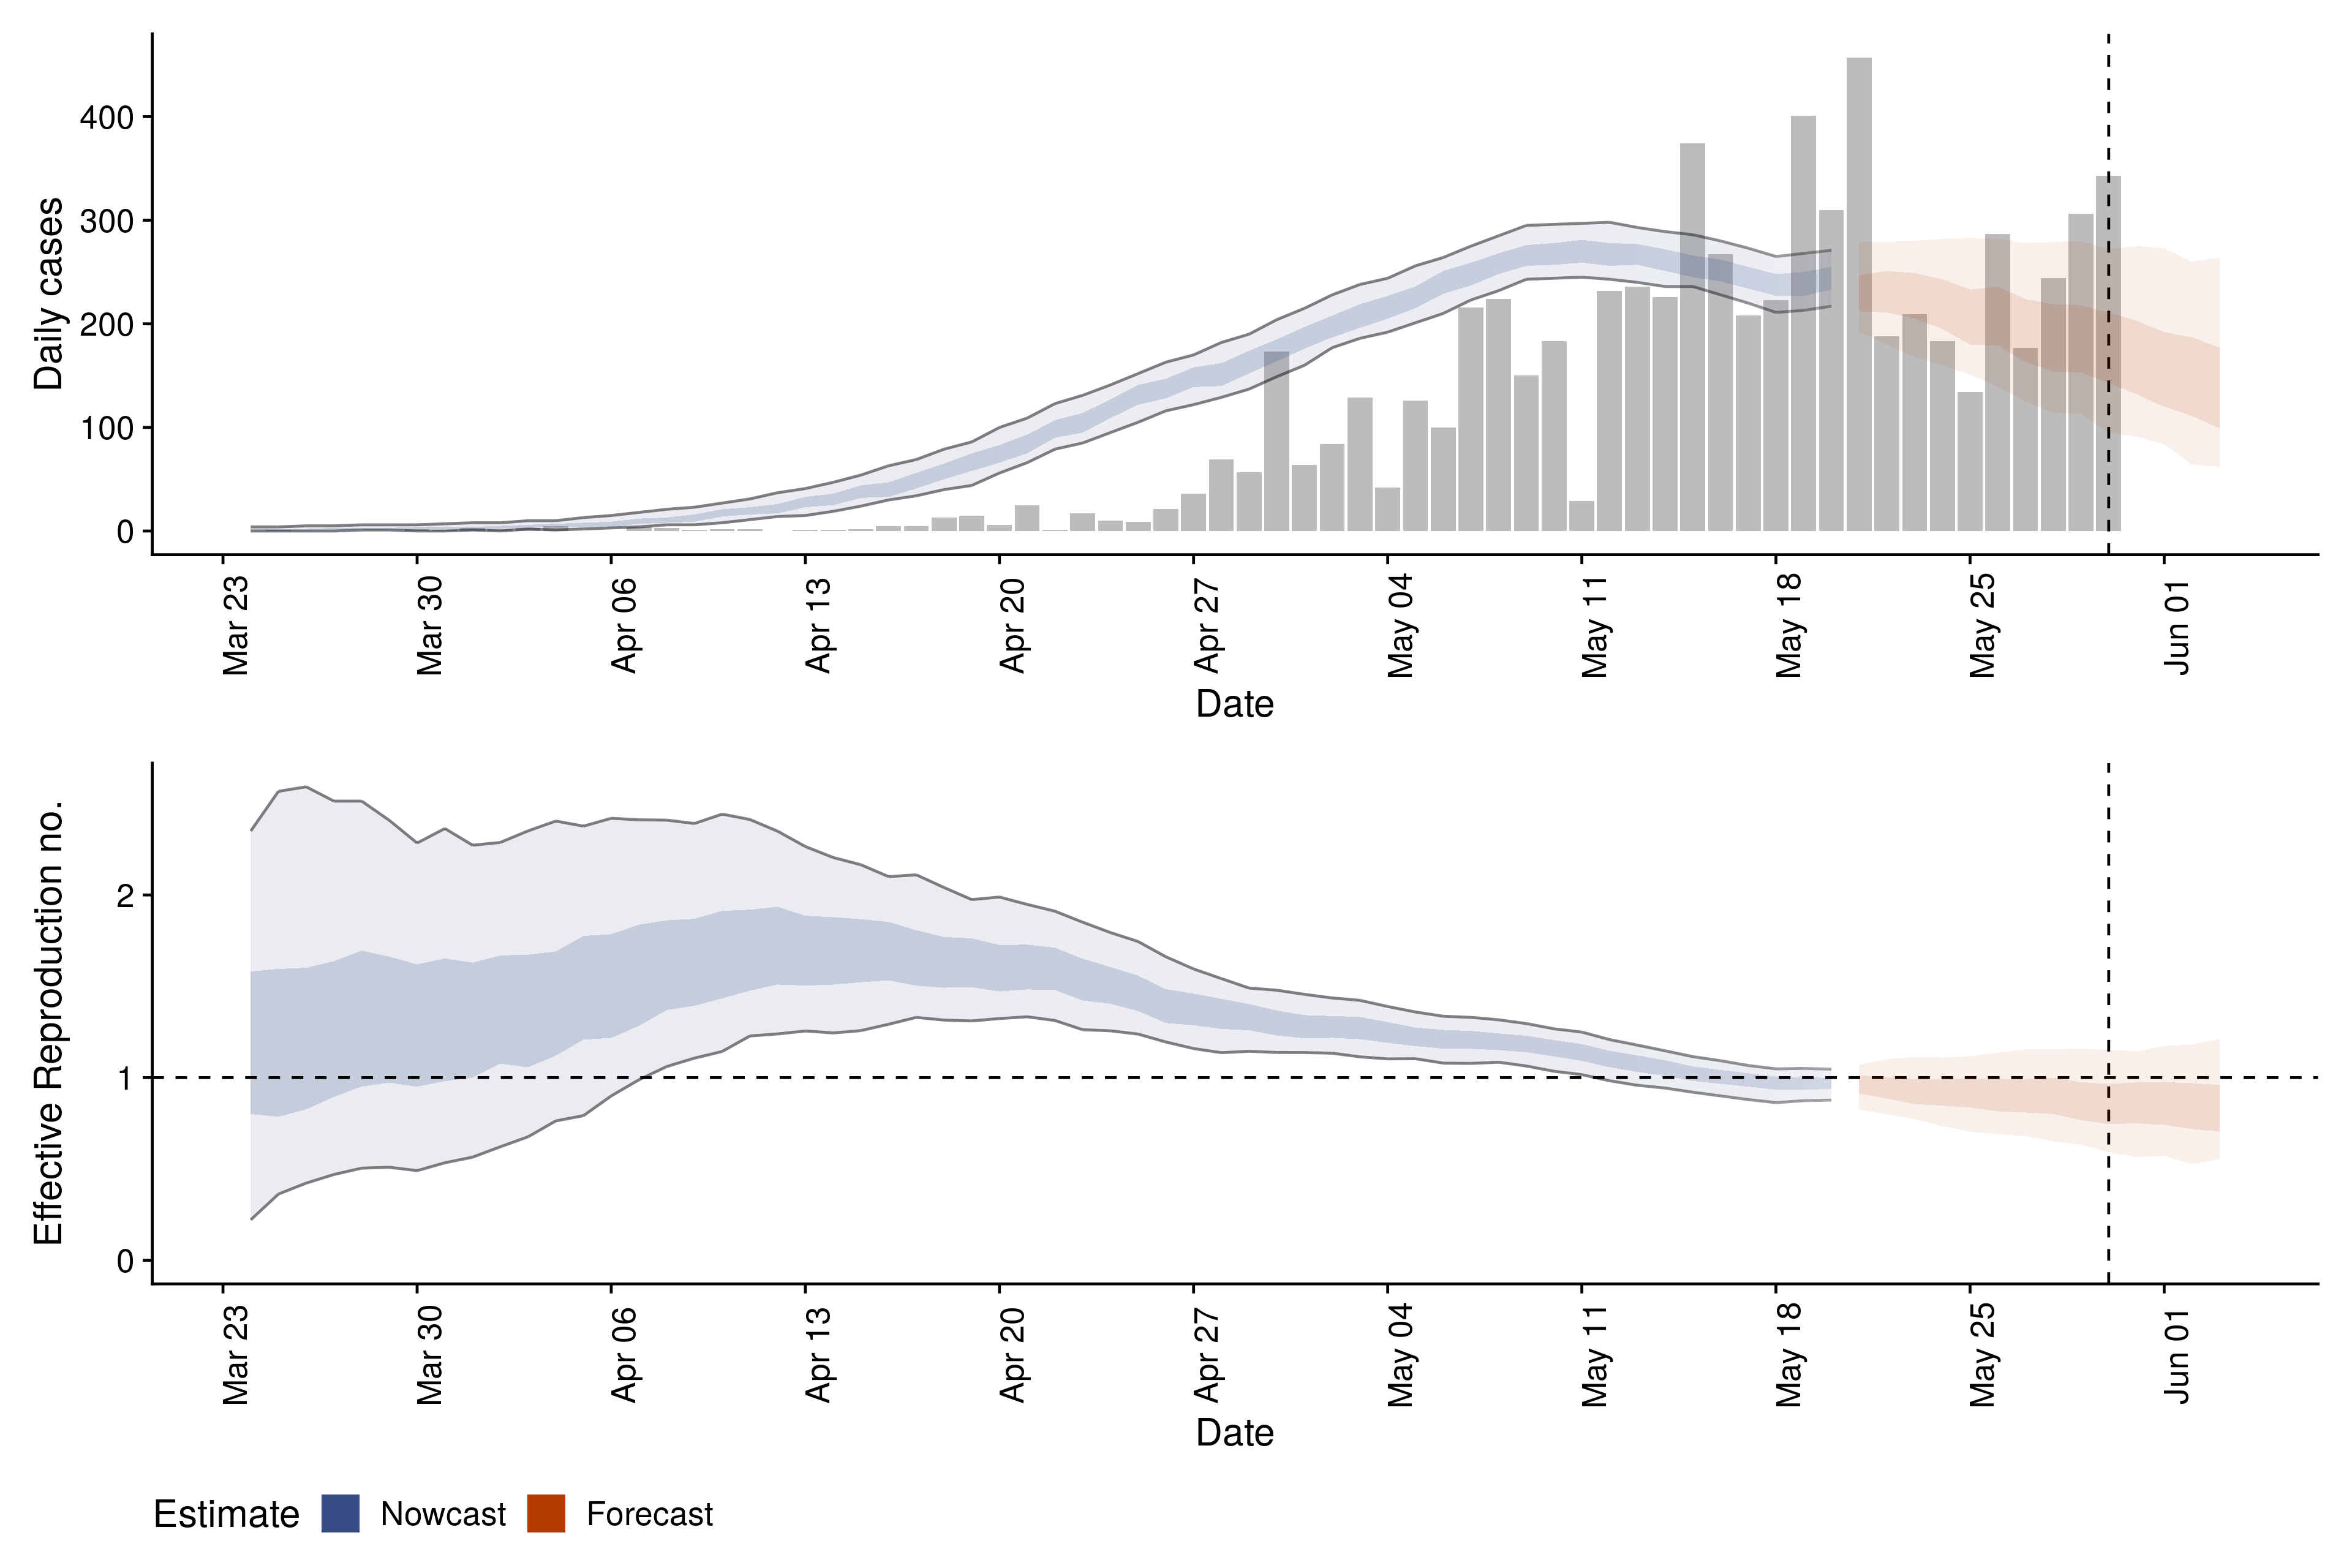 Daily cases
400
300
200
100
0
Mar 23
Mar 30
Apr 06
Apr 13
Apr 20
Apr 27
May 04
May 11
May 18
May 25
Jun 01
Date
Effective Reproduction no.
2
1
0
Mar 23
Mar 30
Apr 06
Apr 13
Apr 20
Apr 27
May 04
May 11
May 18
May 25
Jun 01
Date
Estimate Nowcast Forecast